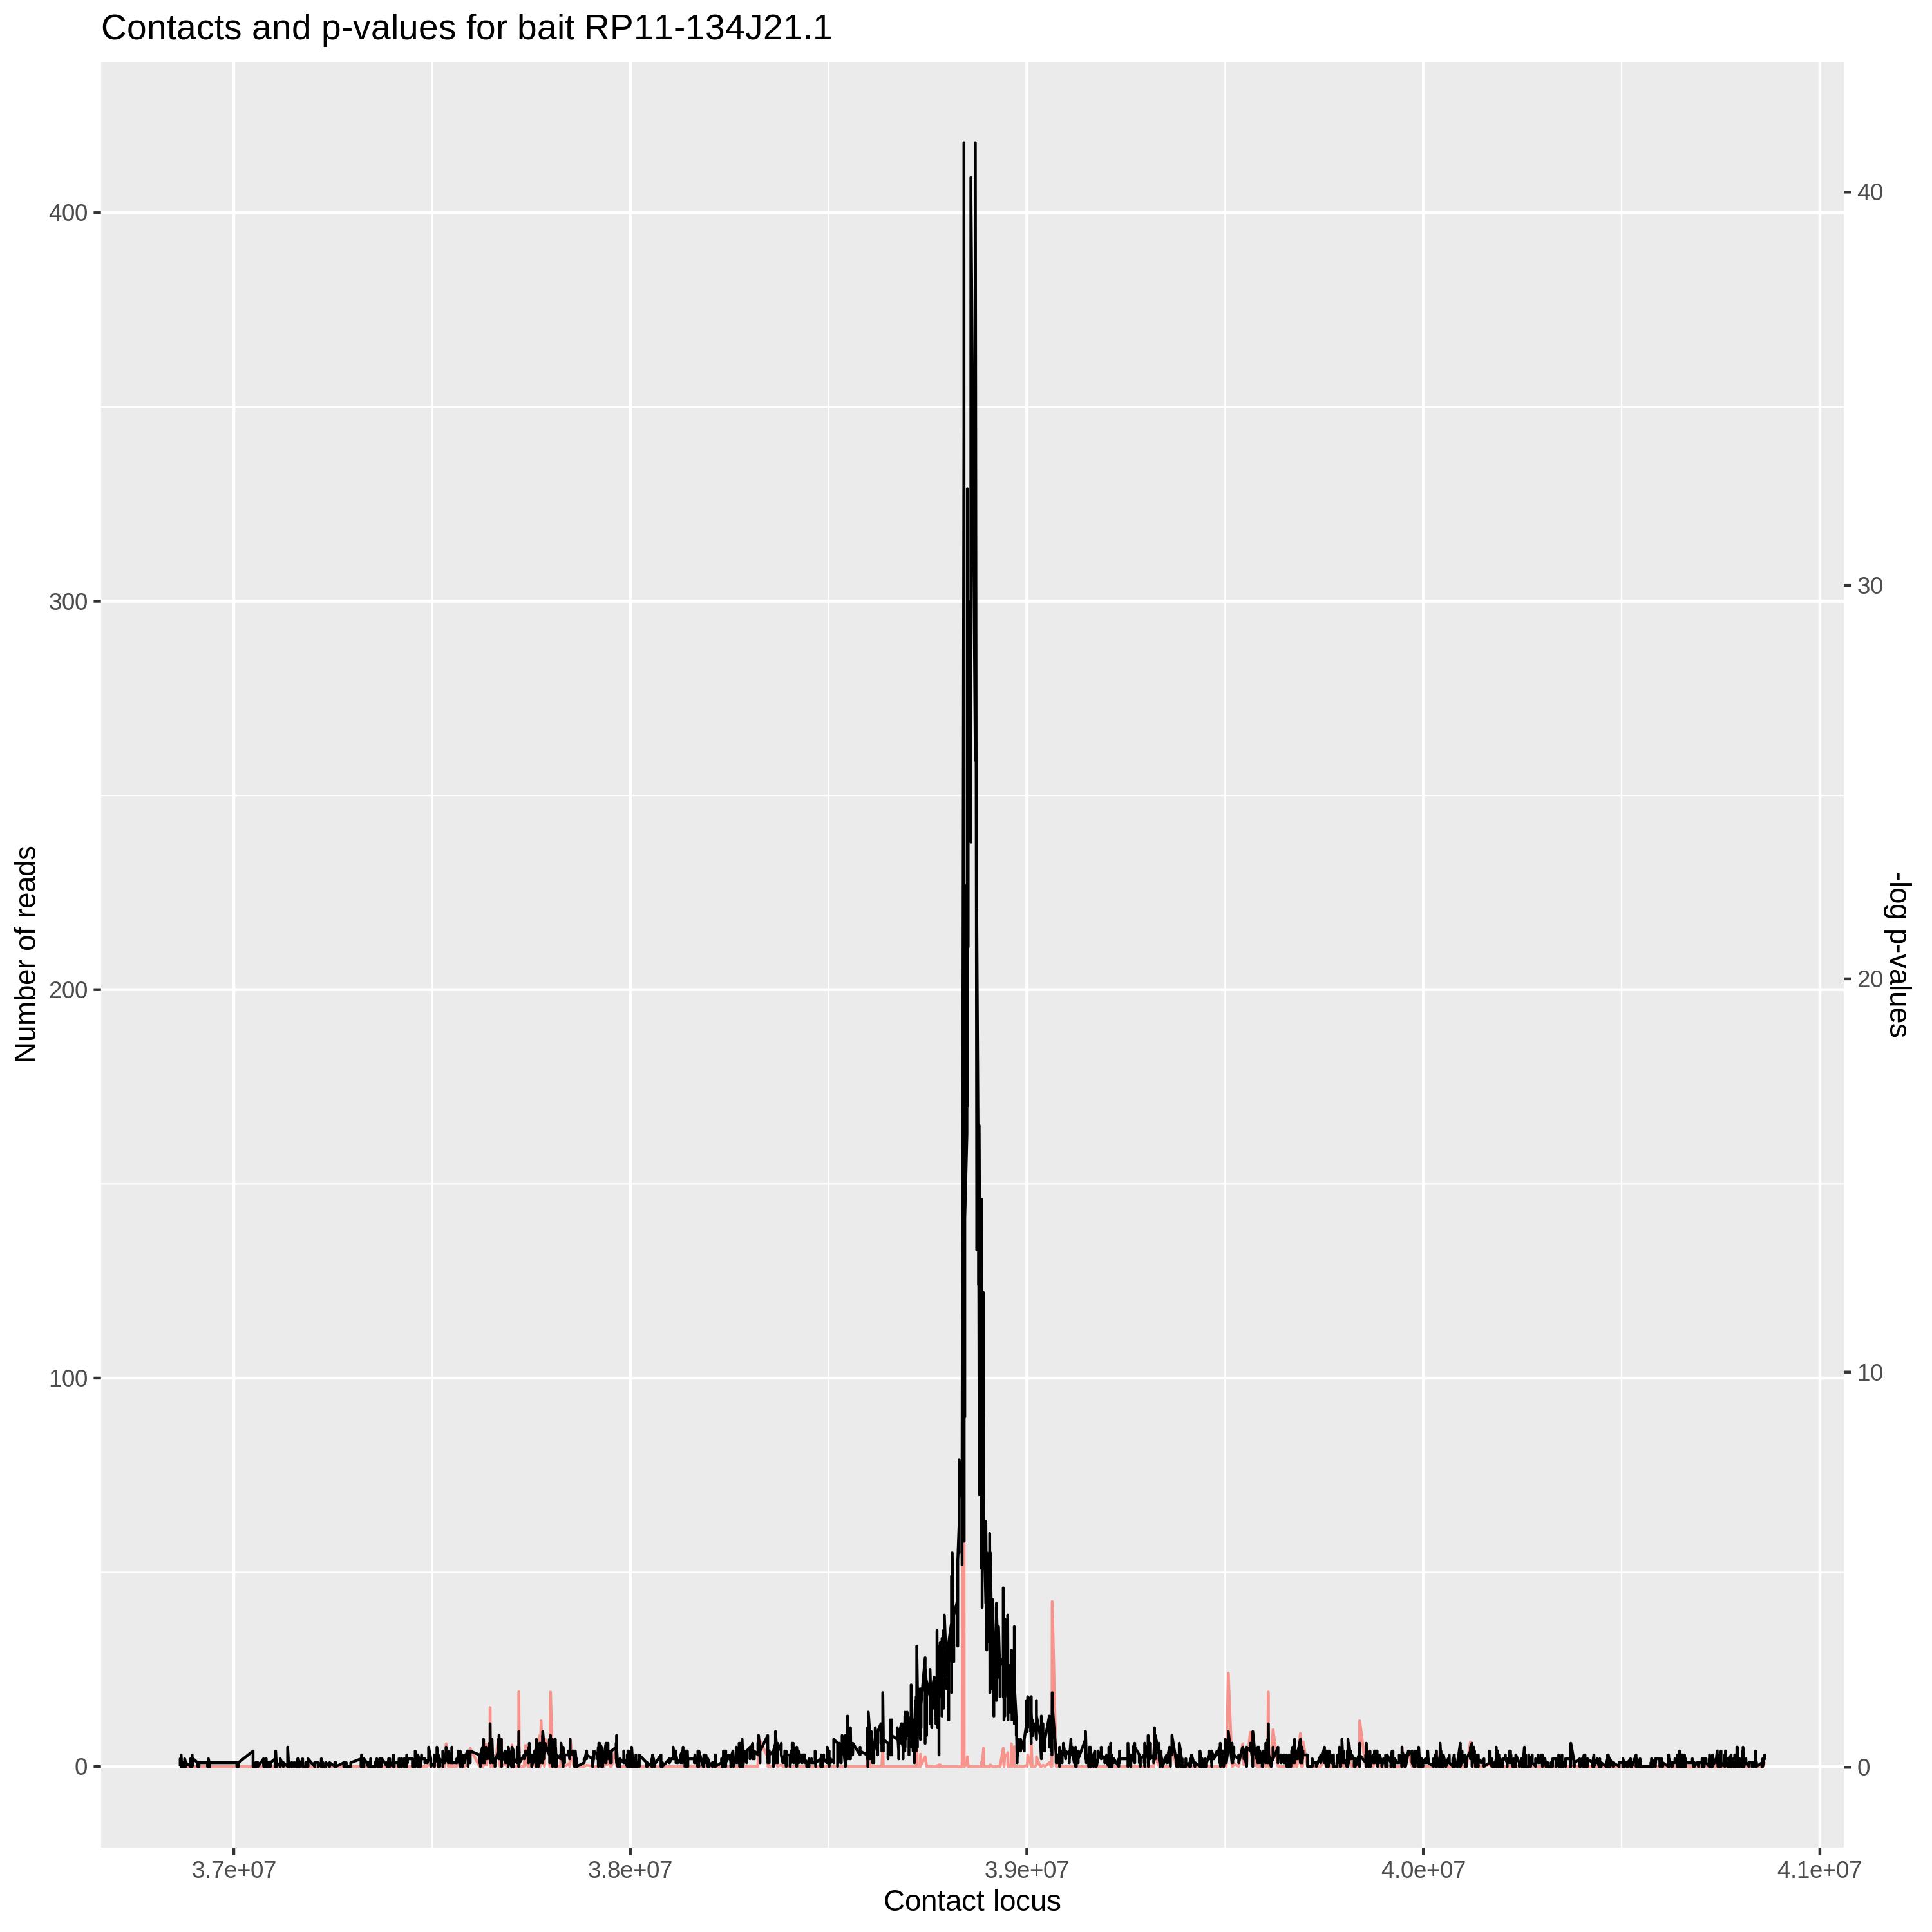 Contacts and p-values for bait RP11-134J21.1
Number of reads
400
300
200
100
0
40
30
20
10
0
-log p-values
3.7e+07 3.8e+07 3.9e+07 4.0e+07 4.1e+07
Contact locus